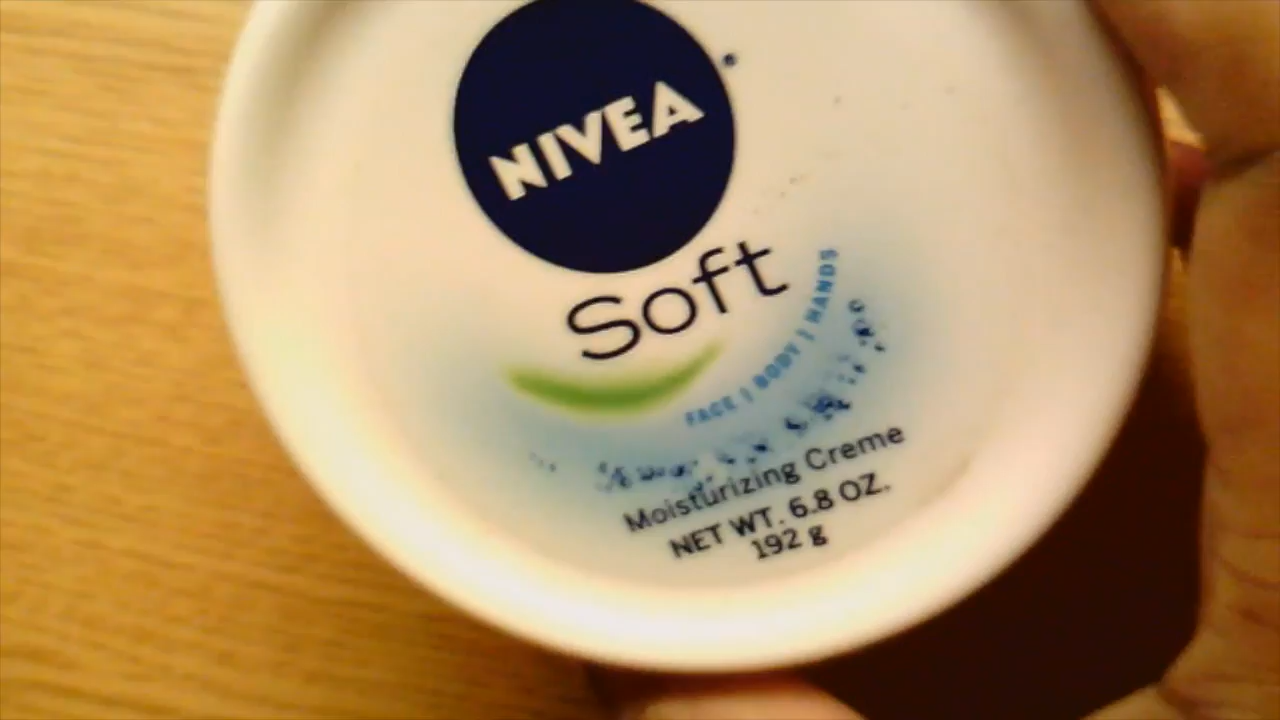 NIVEA®
Soft
FACE | BODY | HANDS
Moisturizing Creme
NET WT. 6.8 OZ.
192 g